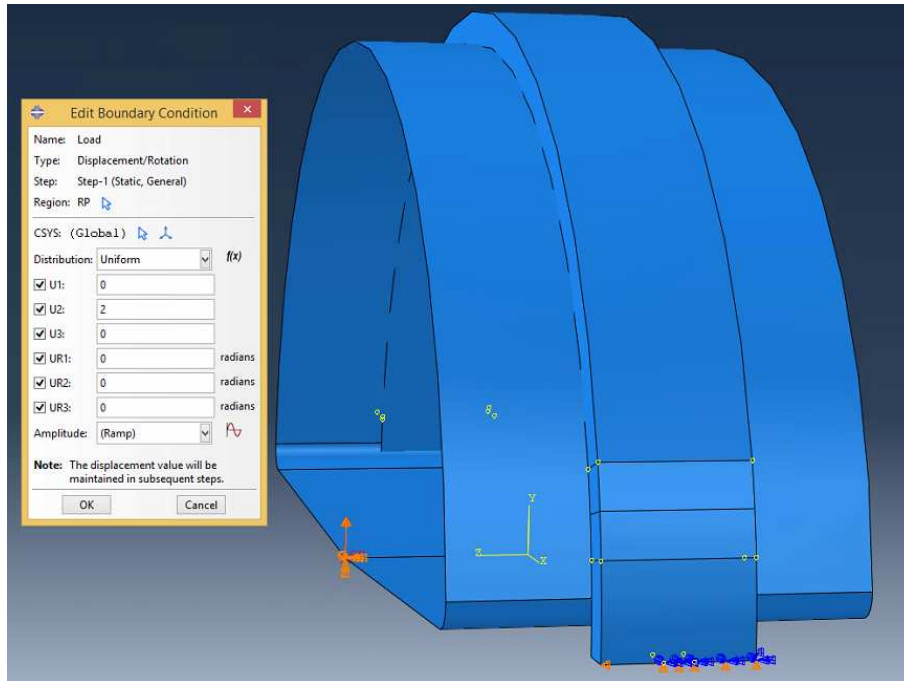 Edit Boundary Condition
Name: Load
Type: Displacement/Rotation
Step: Step-1 (Static, General)
Region: RP
CSYS: (Global)
Distribution: Uniform f(x)
U1: 0
U2: 2
U3: 0
UR1: 0 radians
UR2: 0 radians
UR3: 0 radians
Amplitude: (Ramp)
Note: The displacement value will be
maintained in subsequent steps.
OK Cancel
Y
Z
X